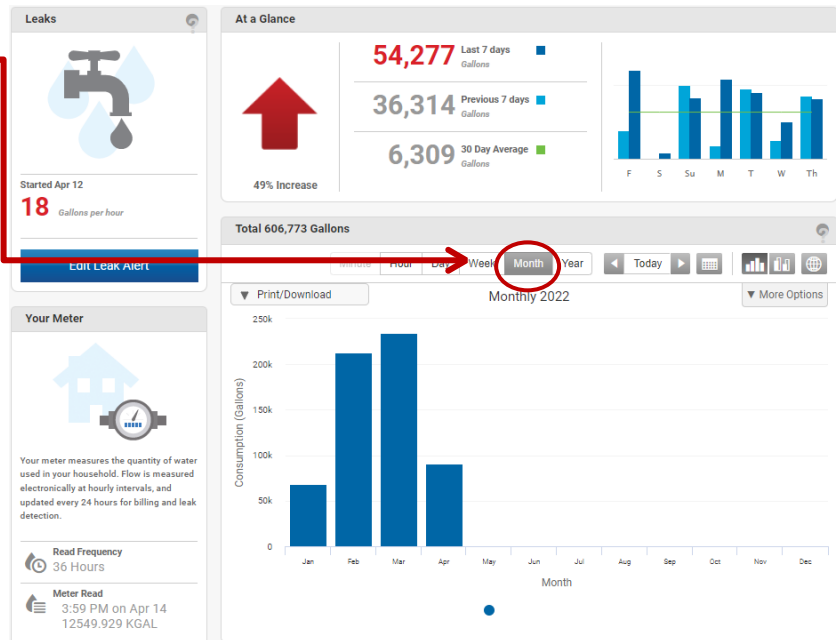 Leaks
Started Apr 12
18 Gallons per hour
Edit Leak Alert
Your Meter
Your meter measures the quantity of water
used in your household. Flow is measured
electronically at hourly intervals, and
updated every 24 hours for billing and leak
detection.
Read Frequency
36 Hours
Meter Read
3:59 PM on Apr 14
12549.929 KGAL
At a Glance
49% Increase
54,277 Last 7 days
Gallons
36,314 Previous 7 days
Gallons
6,309 30 Day Average
Gallons
F S Su M T W Th
Total 606,773 Gallons
Minute Hour Day Week Month Year Today
Print/Download
Monthly 2022
More Options
Consumption (Gallons)
250k
200k
150k
100k
50k
0
Jan Feb Mar Apr May Jun Jul Aug Sep Oct Nov Dec
Month